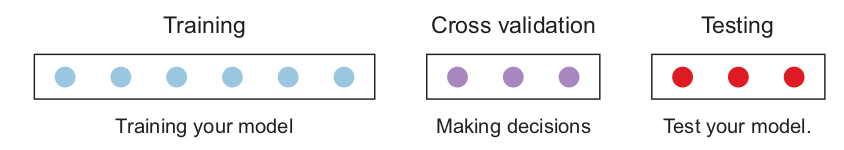 Training
Cross validation
Testing
Training your model
Making decisions
Test your model.